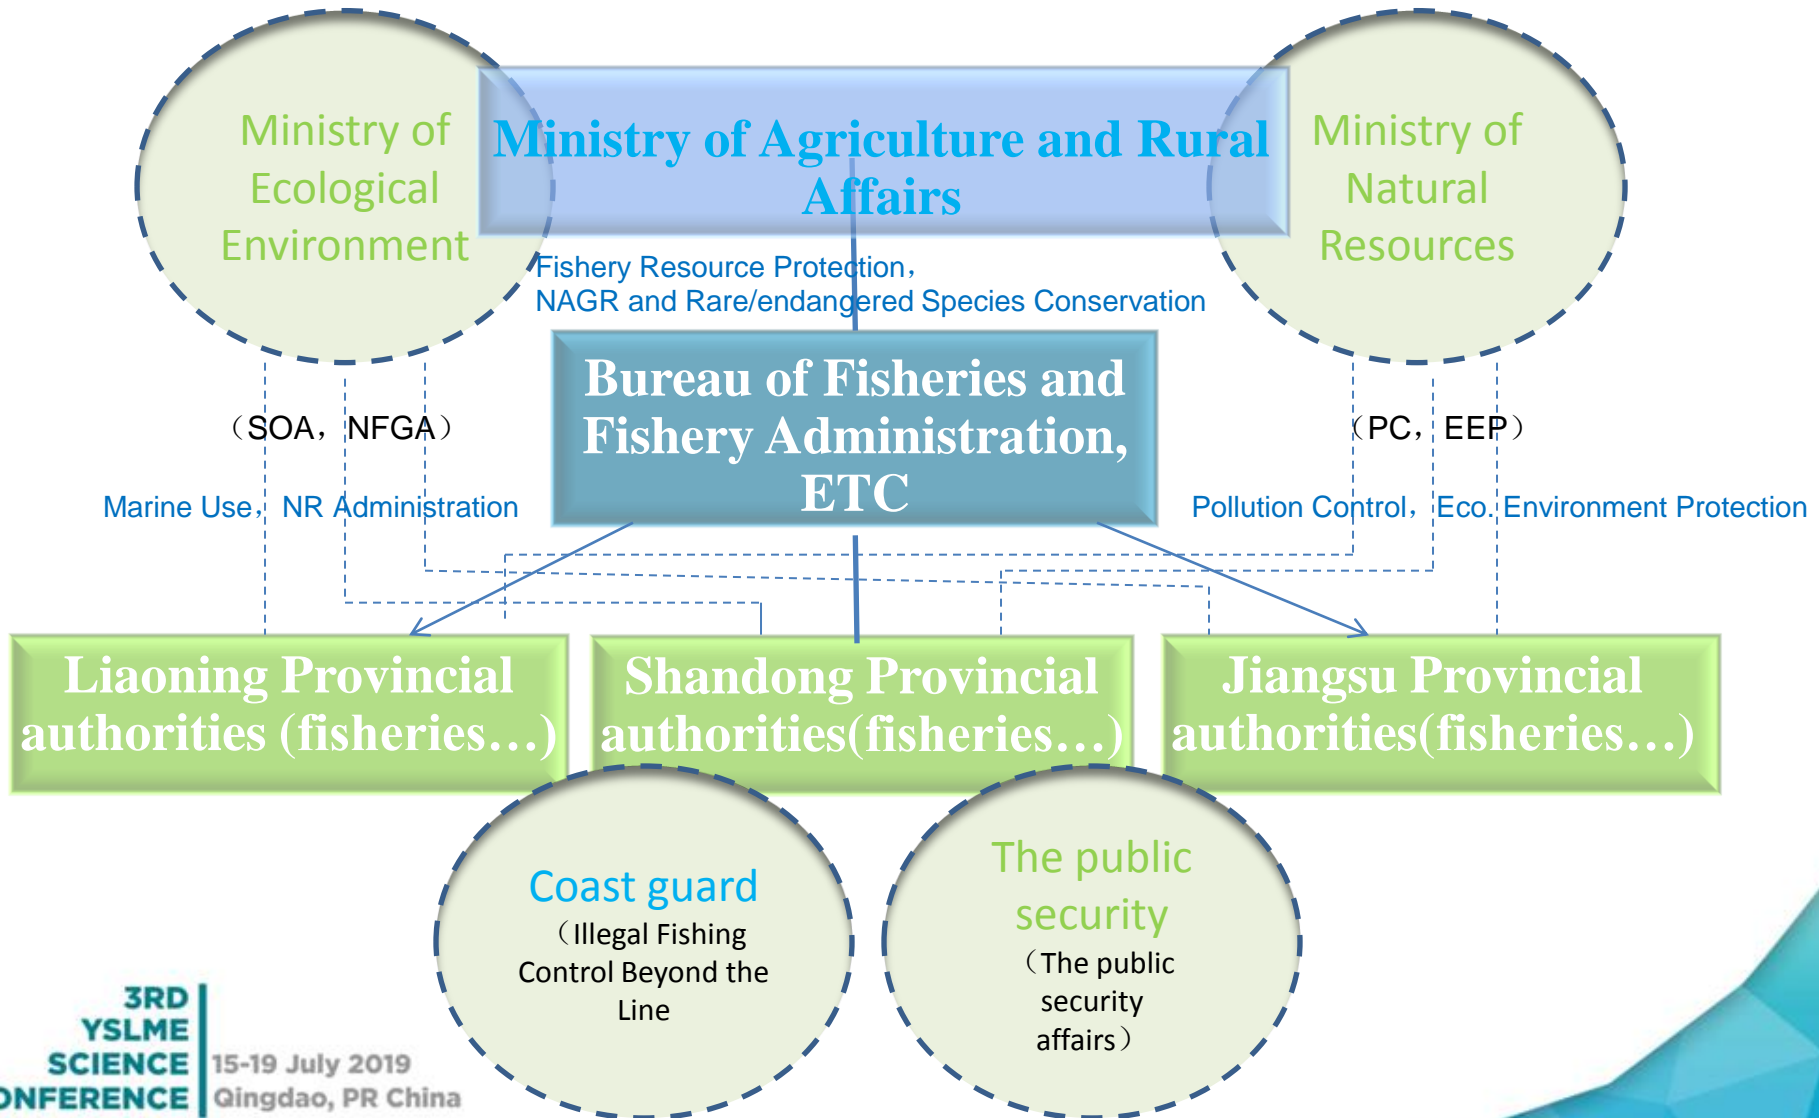 Ministry of
Ecological
Environment
Ministry of Agriculture and Rural
Affairs
Ministry of
Natural
Resources
Fishery Resource Protection，
NAGR and Rare/endangered Species Conservation
Bureau of Fisheries and
Fishery Administration,
ETC
（SOA，NFGA）
（PC，EEP）
Marine Use，NR Administration
Pollution Control，Eco. Environment Protection
Liaoning Provincial
authorities (fisheries…)
Shandong Provincial
authorities(fisheries…)
Jiangsu Provincial
authorities(fisheries…)
Coast guard
（Illegal Fishing
Control Beyond the
Line
The public
security
（The public
security
affairs）
3RD
YSLME
SCIENCE
ONFERENCE
15-19 July 2019
Qingdao, PR China